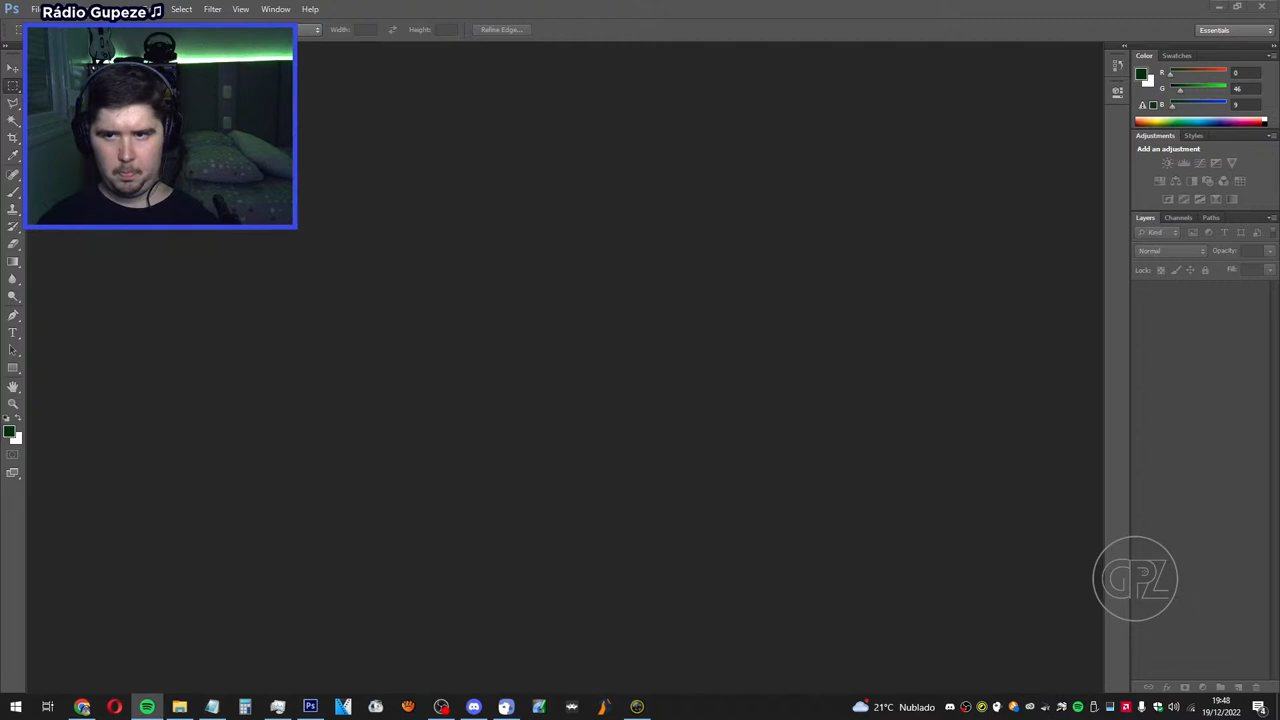 Rádio Gupeze ♫
Ps Select Filter View Window Help
Width: Height: Refine Edge... Essentials
Color Swatches
R 0
G 46
B 9
Adjustments Styles
Add an adjustment
Layers Channels Paths
Kind
Normal Opacity:
Lock: Fill:
GPZ
21°C Nublado 19:48
19/12/2022